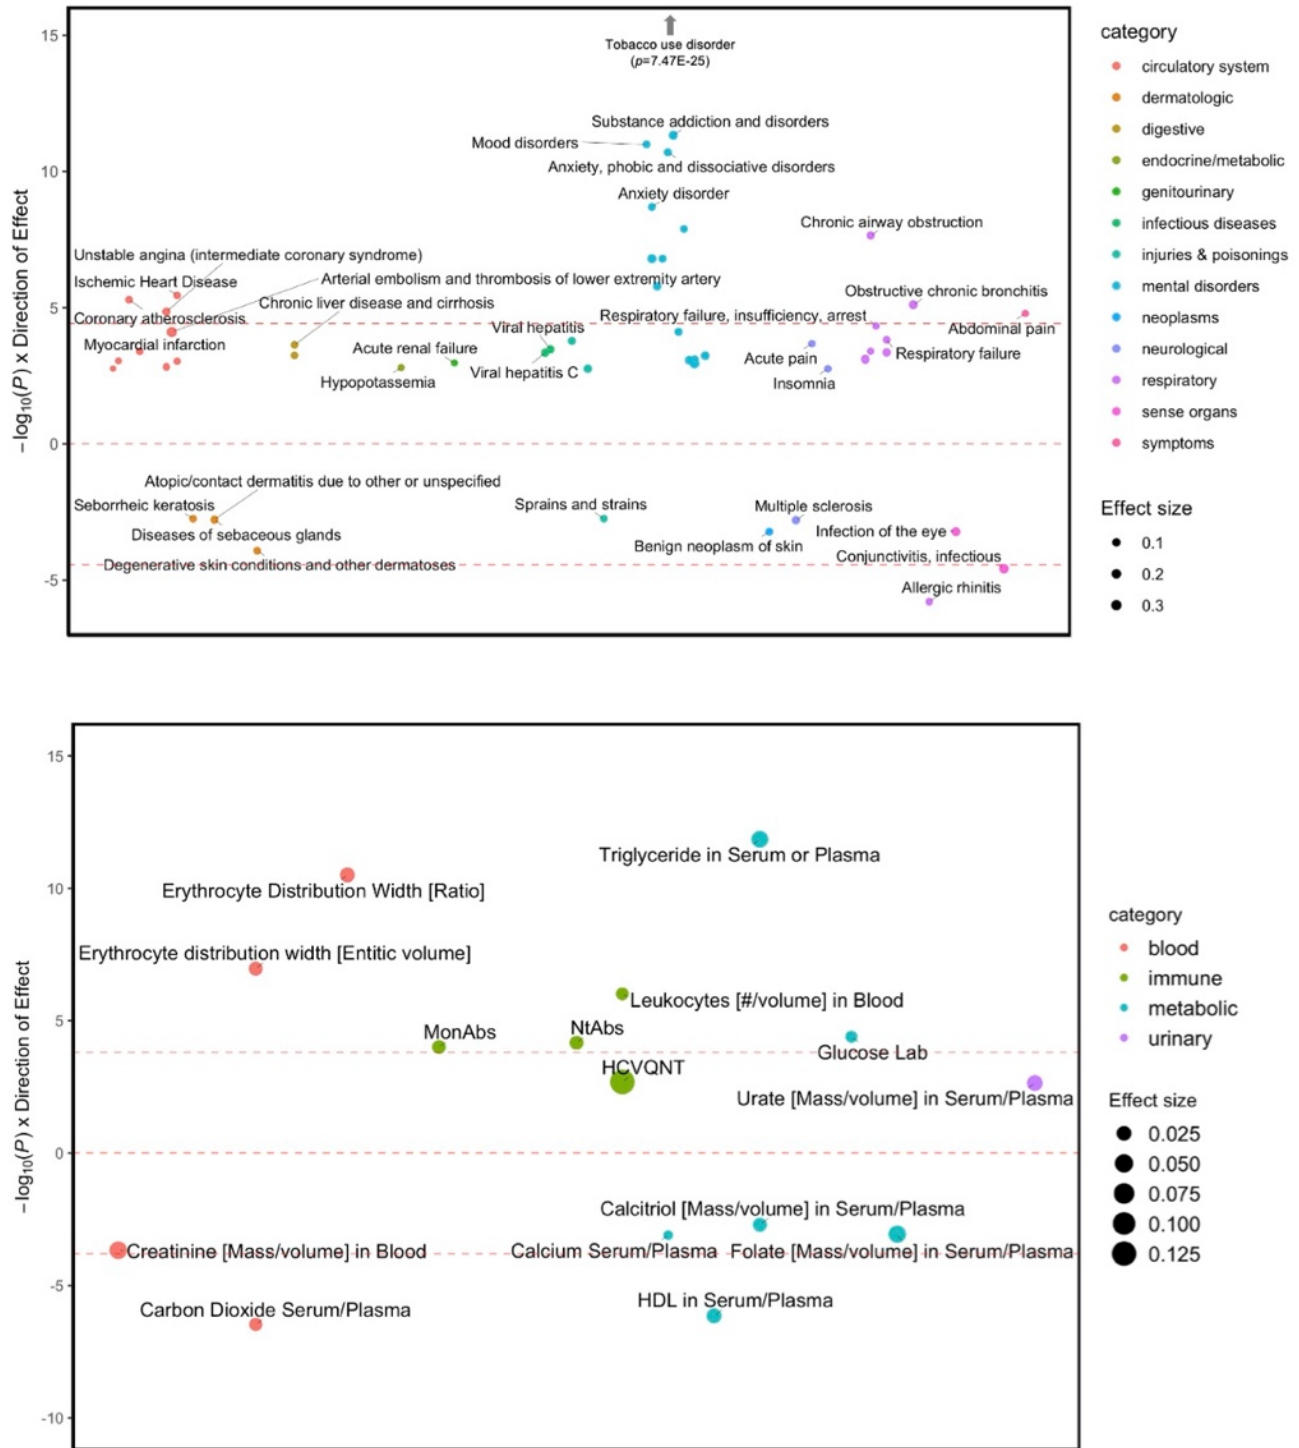 15
10
5
0
-5
−log10(P) x Direction of Effect
Tobacco use disorder
(p=7.47E-25)
Substance addiction and disorders
Mood disorders
Anxiety, phobic and dissociative disorders
Anxiety disorder
Chronic airway obstruction
Unstable angina (intermediate coronary syndrome)
Ischemic Heart Disease
Arterial embolism and thrombosis of lower extremity artery
Obstructive chronic bronchitis
Chronic liver disease and cirrhosis
Coronary atherosclerosis
Respiratory failure, insufficiency, arrest
Abdominal pain
Viral hepatitis
Myocardial infarction
Acute renal failure
Acute pain
Respiratory failure
Viral hepatitis C
Hypopotassemia
Insomnia
Atopic/contact dermatitis due to other or unspecified
Seborrheic keratosis
Sprains and strains
Multiple sclerosis
Diseases of sebaceous glands
Infection of the eye
Benign neoplasm of skin
Conjunctivitis, infectious
Degenerative skin conditions and other dermatoses
Allergic rhinitis
category
circulatory system
dermatologic
digestive
endocrine/metabolic
genitourinary
infectious diseases
injuries & poisonings
mental disorders
neoplasms
neurological
respiratory
sense organs
symptoms
Effect size
0.1
0.2
0.3
15
10
5
0
-5
-10
−log10(P) x Direction of Effect
Triglyceride in Serum or Plasma
Erythrocyte Distribution Width [Ratio]
Erythrocyte distribution width [Entitic volume]
Leukocytes [#/volume] in Blood
MonAbs
NtAbs
Glucose Lab
HCVQNT
Urate [Mass/volume] in Serum/Plasma
Calcitriol [Mass/volume] in Serum/Plasma
Creatinine [Mass/volume] in Blood
Calcium Serum/Plasma
Folate [Mass/volume] in Serum/Plasma
HDL in Serum/Plasma
Carbon Dioxide Serum/Plasma
category
blood
immune
metabolic
urinary
Effect size
0.025
0.050
0.075
0.100
0.125